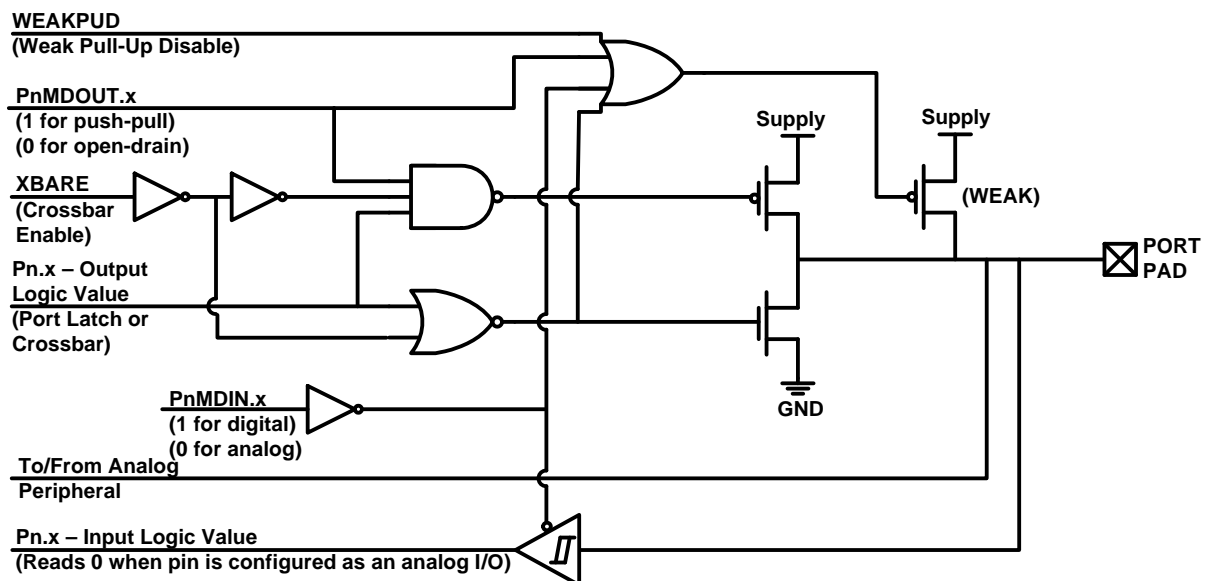 WEAKPUD
(Weak Pull-Up Disable)
PnMDOUT.x
(1 for push-pull)
(0 for open-drain)
XBARE
(Crossbar
Enable)
Pn.x – Output
Logic Value
(Port Latch or
Crossbar)
Supply
Supply
(WEAK)
PORT
PAD
GND
PnMDIN.x
(1 for digital)
(0 for analog)
To/From Analog
Peripheral
Pn.x – Input Logic Value
(Reads 0 when pin is configured as an analog I/O)